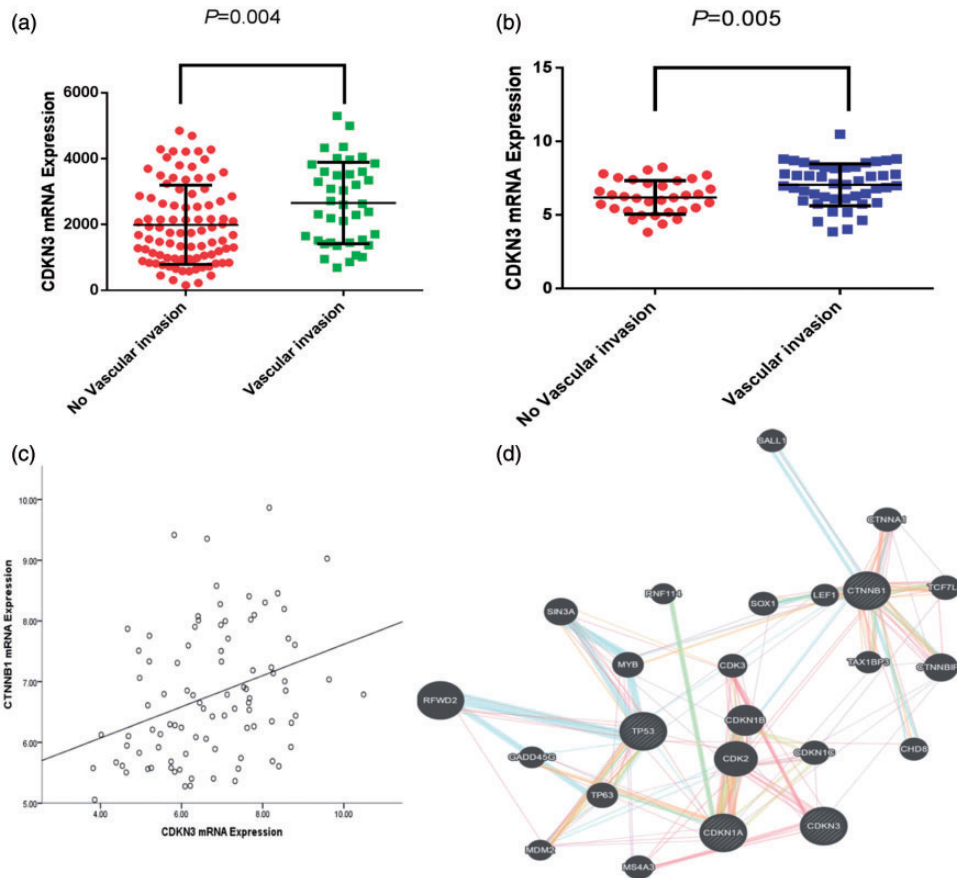 (a)
P=0.004
CDKN3 mRNA Expression
6000
4000
2000
0
No Vascular invasion
Vascular invasion
(b)
P=0.005
CDKN3 mRNA Expression
15
10
5
0
No Vascular invasion
Vascular invasion
(c)
CTNNB1 mRNA Expression
10.00
9.00
8.00
7.00
6.00
5.00
4.00
6.00
8.00
10.00
CDKN3 mRNA Expression
(d)
SALL1
CTNNA1
CTNNB1
TCF7L
RNF114
SOX1
LEF1
SIN3A
MYB
CDK3
TAX1BP3
CTNNBIP
RFWD2
TP53
CDKN1B
CDKN1C
CHD8
GADD45G
CDK2
TP63
CDKN1A
CDKN3
MDM2
MS4A3